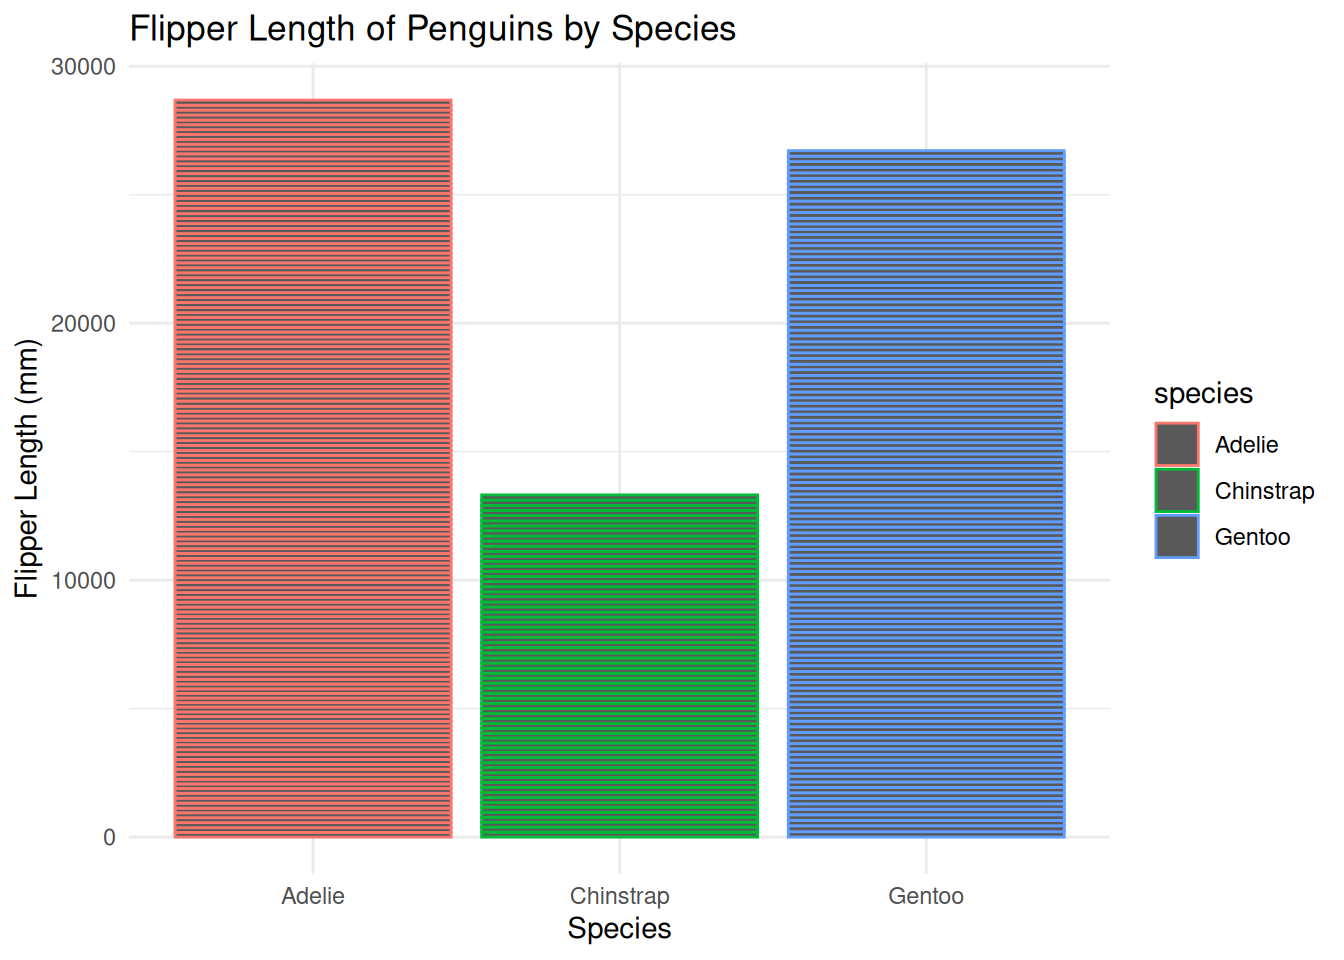 Flipper Length of Penguins by Species
30000
20000
10000
0
Flipper Length (mm)
Adelie
Chinstrap
Gentoo
Species
species
Adelie
Chinstrap
Gentoo